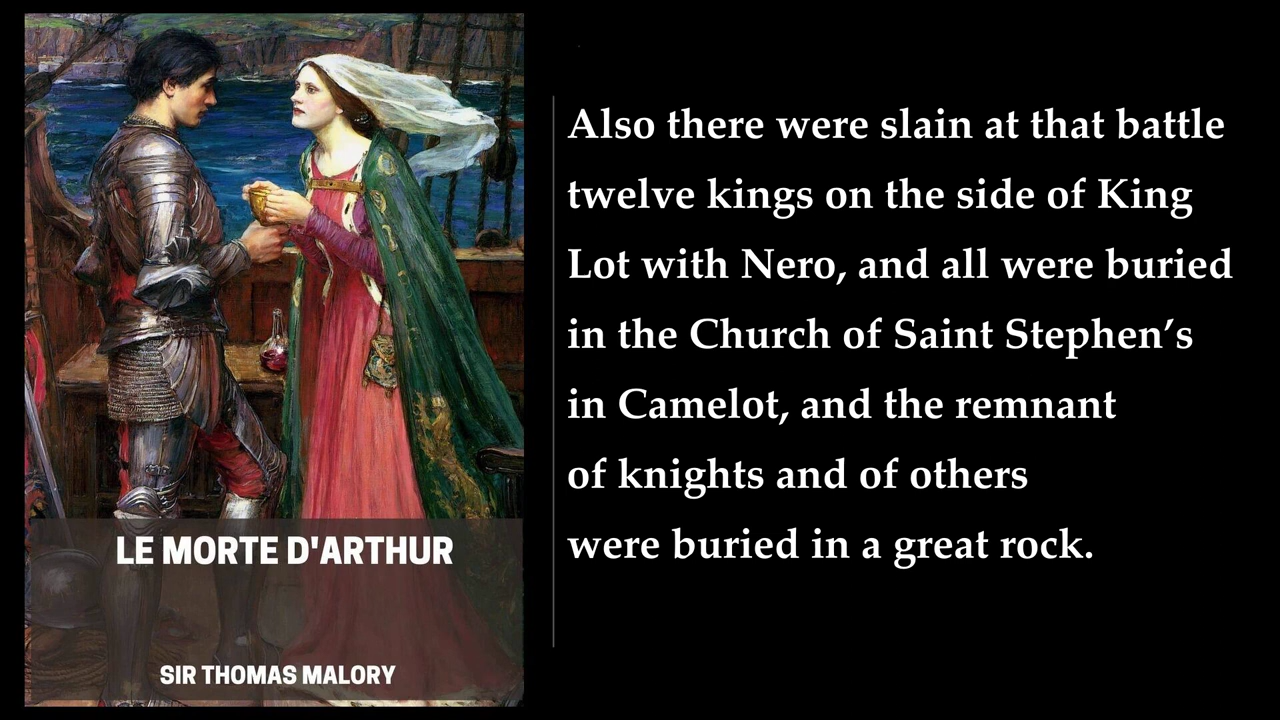 LE MORTE D'ARTHUR
SIR THOMAS MALORY
Also there were slain at that battle
twelve kings on the side of King
Lot with Nero, and all were buried
in the Church of Saint Stephen’s
in Camelot, and the remnant
of knights and of others
were buried in a great rock.